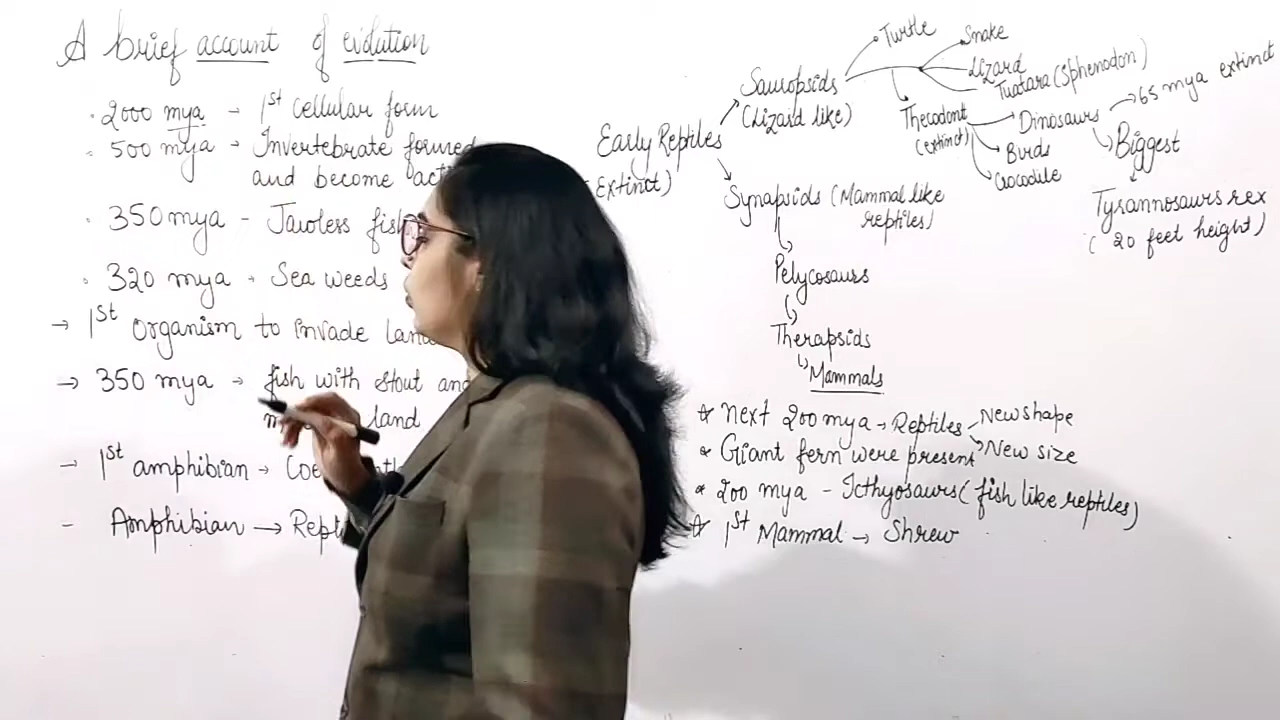 A brief account of evolution
2000 mya - 1st cellular form
500 mya - Invertebrate formed
and become
350 mya - Jawless fish
320 mya - Sea weeds
→ 1st Organism to invade land
→ 350 mya → fish with stout and
land
- 1st amphibian →
- Amphibian →
Early Reptiles
Extinct)
Sauropsids
(Lizard like)
Turtle
Snake
Lizard
Tuatara (Sphenodon)
Thecodont
(extinct)
Dinosaurs
Birds
Crocodile
65 mya extinct
Biggest
Tyrannosaurs rex
(20 feet height)
Synapsids (Mammal like
reptiles)
Pelycosaurs
Therapsids
Mammals
☆ next 200 mya → Reptiles
New shape
New size
* Giant fern were present
* 200 mya - Icthyosaurs (fish like reptiles)
☆ 1st Mammal → Shrew